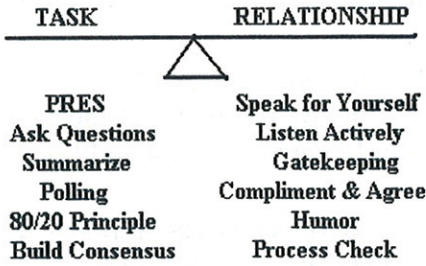 TASK RELATIONSHIP
PRES Speak for Yourself
Ask Questions Listen Actively
Summarize Gatekeeping
Polling Compliment & Agree
80/20 Principle Humor
Build Consensus Process Check